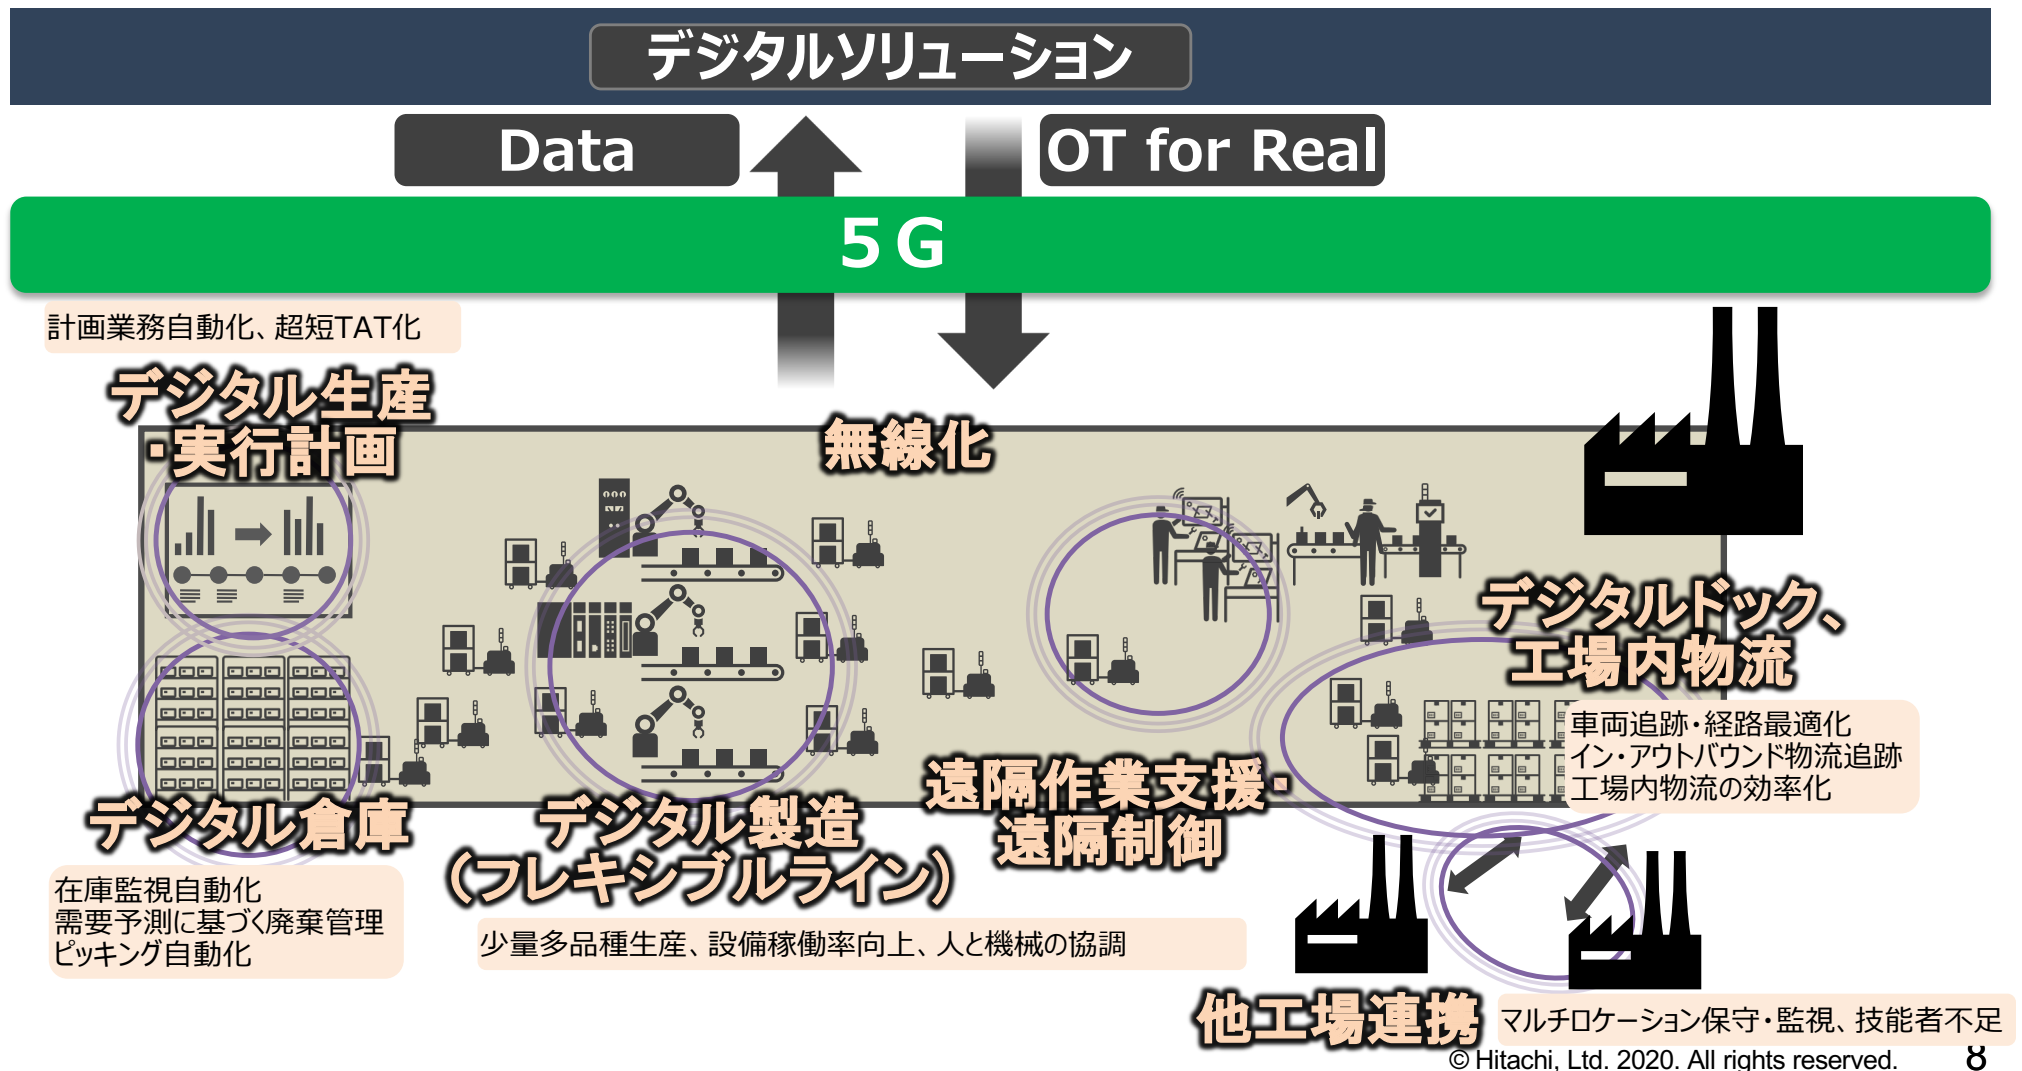 デジタルソリューション
Data
OT for Real
5G
計画業務自動化、超短TAT化
デジタル生産
・実行計画
無線化
デジタルドック、
工場内物流
車両追跡・経路最適化
イン・アウトバウンド物流追跡
工場内物流の効率化
デジタル倉庫
在庫監視自動化
需要予測に基づく廃棄管理
ピッキング自動化
デジタル製造
（フレキシブルライン）
少量多品種生産、設備稼働率向上、人と機械の協調
遠隔作業支援・
遠隔制御
他工場連携
マルチロケーション保守・監視、技能者不足
© Hitachi, Ltd. 2020. All rights reserved.
8